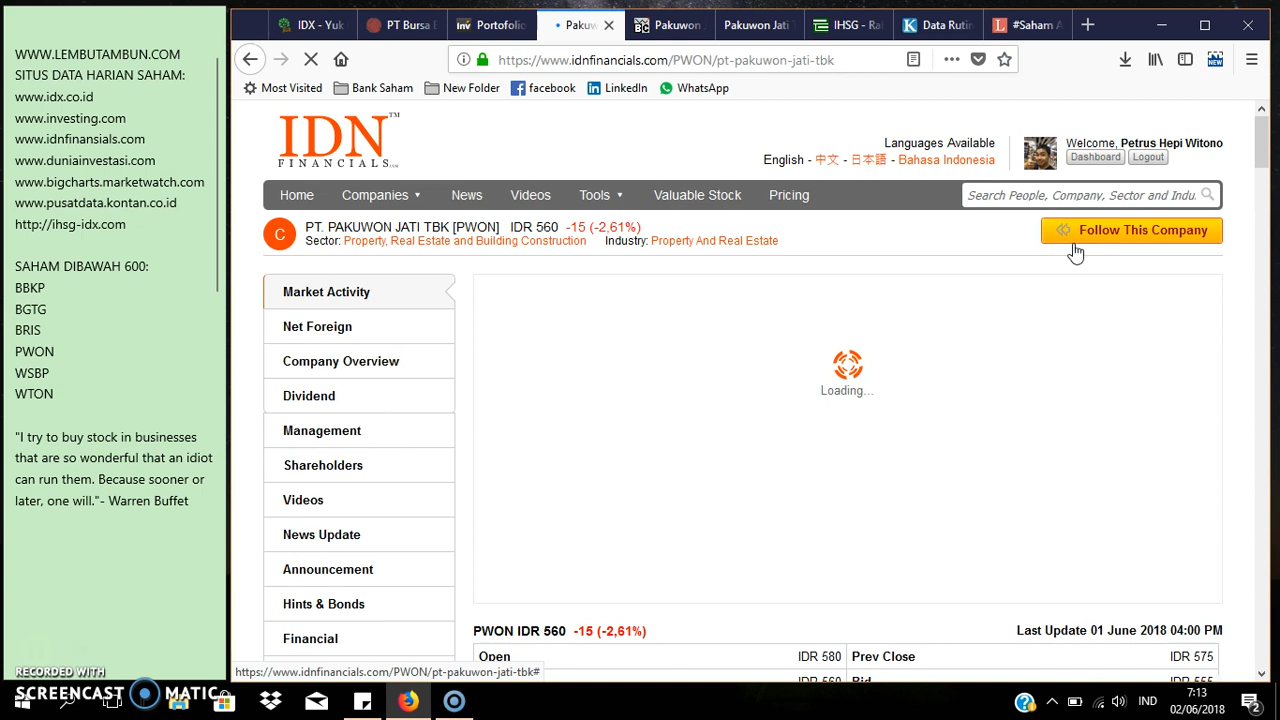 WWW.LEMBUTAMBUN.COM
SITUS DATA HARIAN SAHAM:
www.idx.co.id
www.investing.com
www.idnfinansials.com
www.duniainvestasi.com
www.bigcharts.marketwatch.com
www.pusatdata.kontan.co.id
http://ihsg-idx.com
SAHAM DIBAWAH 600:
BBKP
BGTG
BRIS
PWON
WSBP
WTON
"I try to buy stock in businesses
that are so wonderful that an idiot
can run them. Because sooner or
later, one will."- Warren Buffet
RECORDED WITH
SCREENCAST MATIC
IDX - Yuk
PT Bursa E
Inv Portofolio
Pakuw
BC Pakuwon
Pakuwon Jati T
IHSG - Ral
K Data Rutin
L #Saham A
https://www.idnfinancials.com/PWON/pt-pakuwon-jati-tbk
NEW
Most Visited
Bank Saham
New Folder
facebook
LinkedIn
WhatsApp
IDN TM
FINANCIALS
Languages Available
English - 中文 - 日本語 - Bahasa Indonesia
Welcome, Petrus Hepi Witono
Dashboard Logout
Home Companies News Videos Tools Valuable Stock Pricing
Search People, Company, Sector and Indu
C
PT. PAKUWON JATI TBK [PWON] IDR 560 -15 (-2,61%)
Sector: Property, Real Estate and Building Construction Industry: Property And Real Estate
Follow This Company
Market Activity
Net Foreign
Company Overview
Dividend
Management
Shareholders
Videos
News Update
Announcement
Hints & Bonds
Financial
Loading...
PWON IDR 560 -15 (-2,61%)
Last Update 01 June 2018 04:00 PM
Open IDR 580 Prev Close IDR 575
IDR 560 Bid IDR 555
https://www.idnfinancials.com/PWON/pt-pakuwon-jati-tbk#
IND
7:13
02/06/2018
2